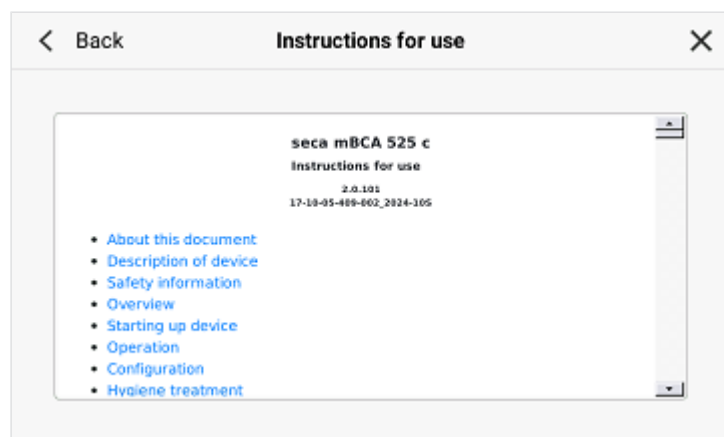 Back
Instructions for use
seca mBCA 525 c
Instructions for use
2.0.101
17-10-05-409-002_2024-10S
About this document
Description of device
Safety information
Overview
Starting up device
Operation
Configuration
Hygiene treatment